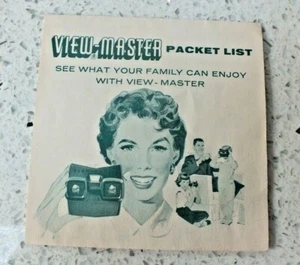 VIEW-MASTER PACKET LIST
SEE WHAT YOUR FAMILY CAN ENJOY
WITH VIEW-MASTER